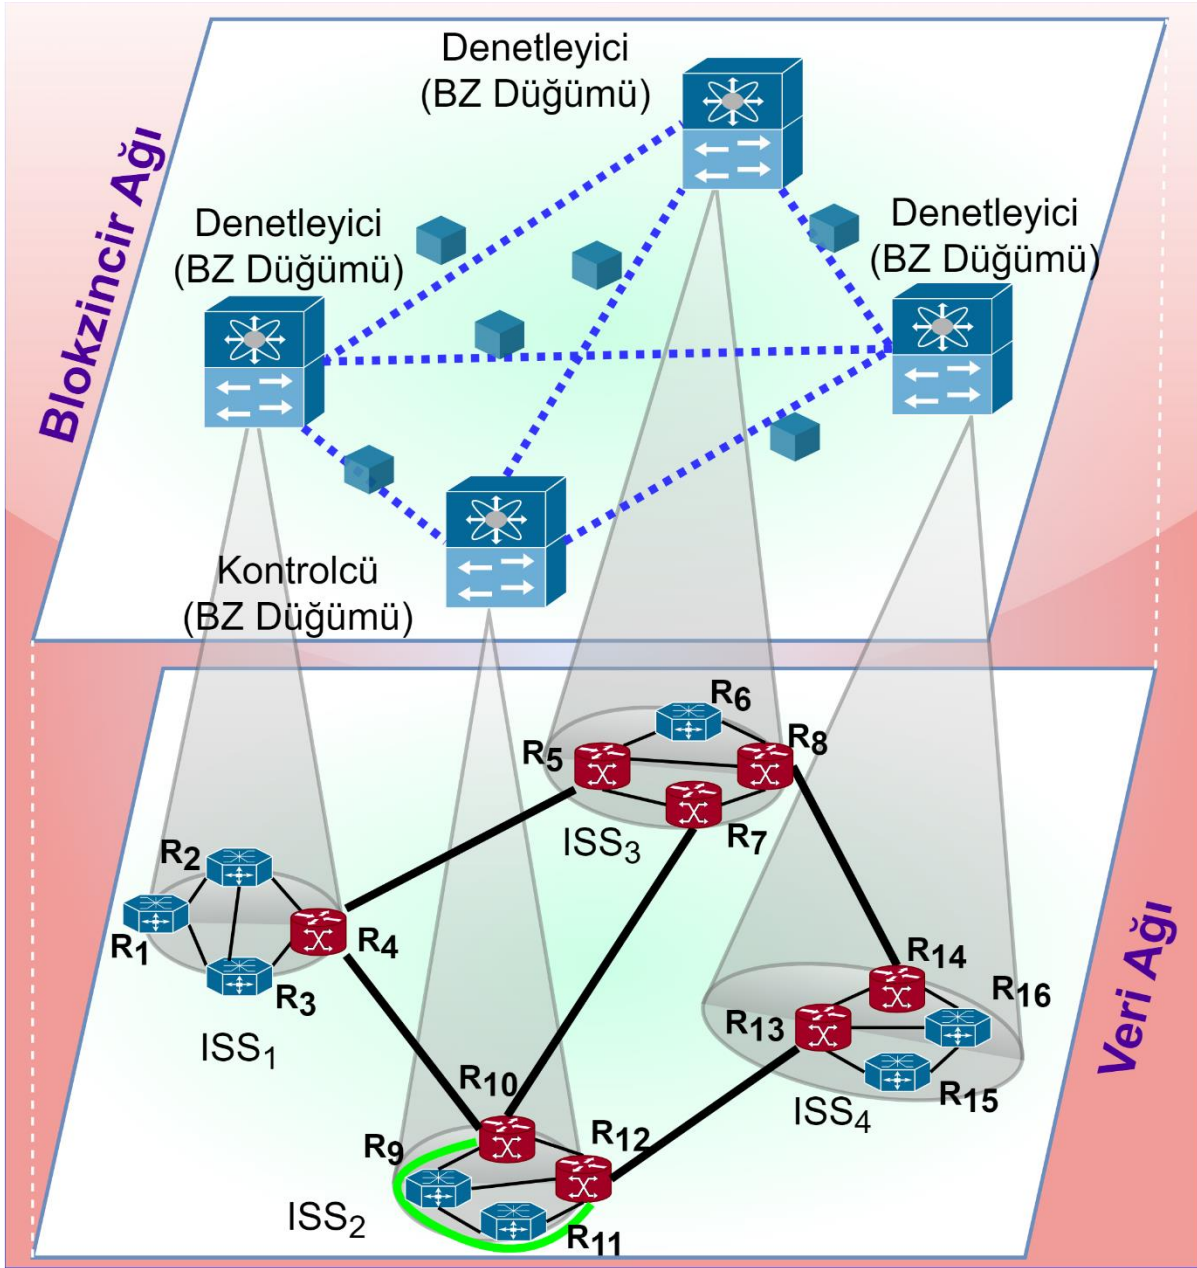 Denetleyici
(BZ Düğümü)
Denetleyici
(BZ Düğümü)
Denetleyici
(BZ Düğümü)
Blokzincir Ağı
Kontrolcü
(BZ Düğümü)
R6
R5
R8
R7
ISS3
R2
R1
R4
R3
ISS1
R14
R16
R13
R15
ISS4
R10
R12
R9
R11
ISS2
Veri Ağı